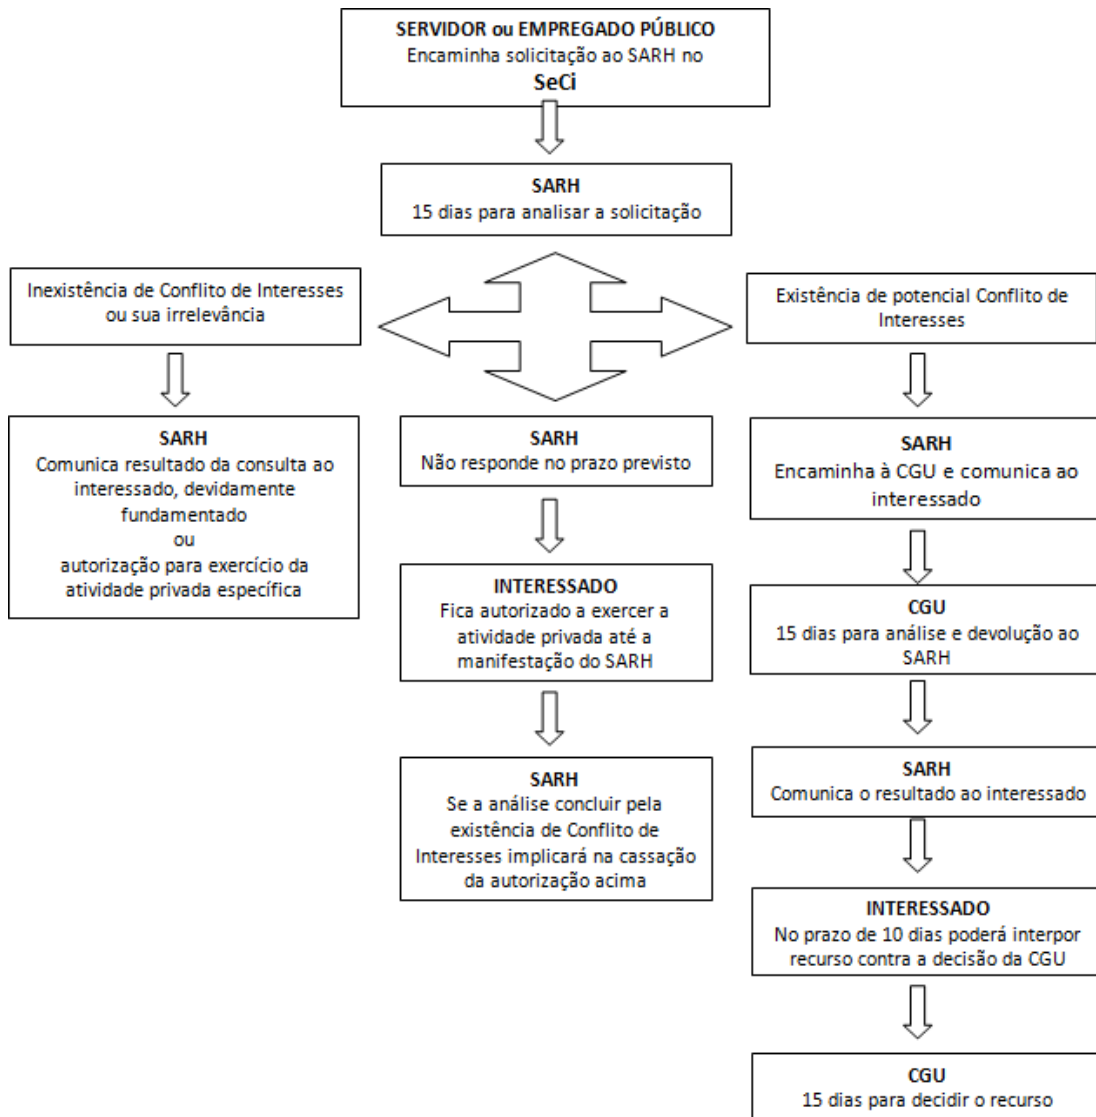 SERVIDOR ou EMPREGADO PÚBLICO
Encaminha solicitação ao SARH no
SeCi
SARH
15 dias para analisar a solicitação
Inexistência de Conflito de Interesses
ou sua irrelevância
Existência de potencial Conflito de
Interesses
SARH
Comunica resultado da consulta ao
interessado, devidamente
fundamentado
ou
autorização para exercício da
atividade privada específica
SARH
Não responde no prazo previsto
INTERESSADO
Fica autorizado a exercer a
atividade privada até a
manifestação do SARH
SARH
Se a análise concluir pela
existência de Conflito de
Interesses implicará na cassação
da autorização acima
SARH
Encaminha à CGU e comunica ao
interessado
CGU
15 dias para análise e devolução ao
SARH
SARH
Comunica o resultado ao interessado
INTERESSADO
No prazo de 10 dias poderá interpor
recurso contra a decisão da CGU
CGU
15 dias para decidir o recurso